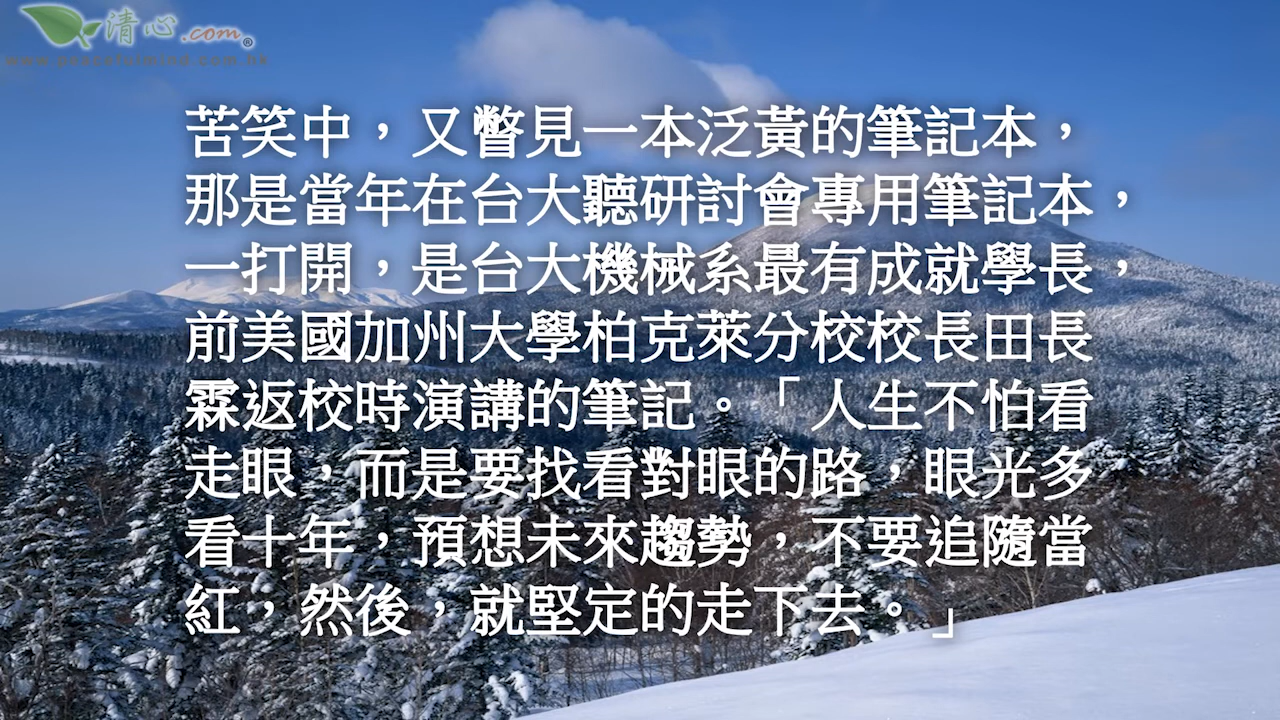 清心.com®
www.peacefulmind.com.hk
苦笑中，又瞥見一本泛黃的筆記本，
那是當年在台大聽研討會專用筆記本，
一打開，是台大機械系最有成就學長，
前美國加州大學柏克萊分校校長田長
霖返校時演講的筆記。「人生不怕看
走眼，而是要找看對眼的路，眼光多
看十年，預想未來趨勢，不要追隨當
紅，然後，就堅定的走下去。」